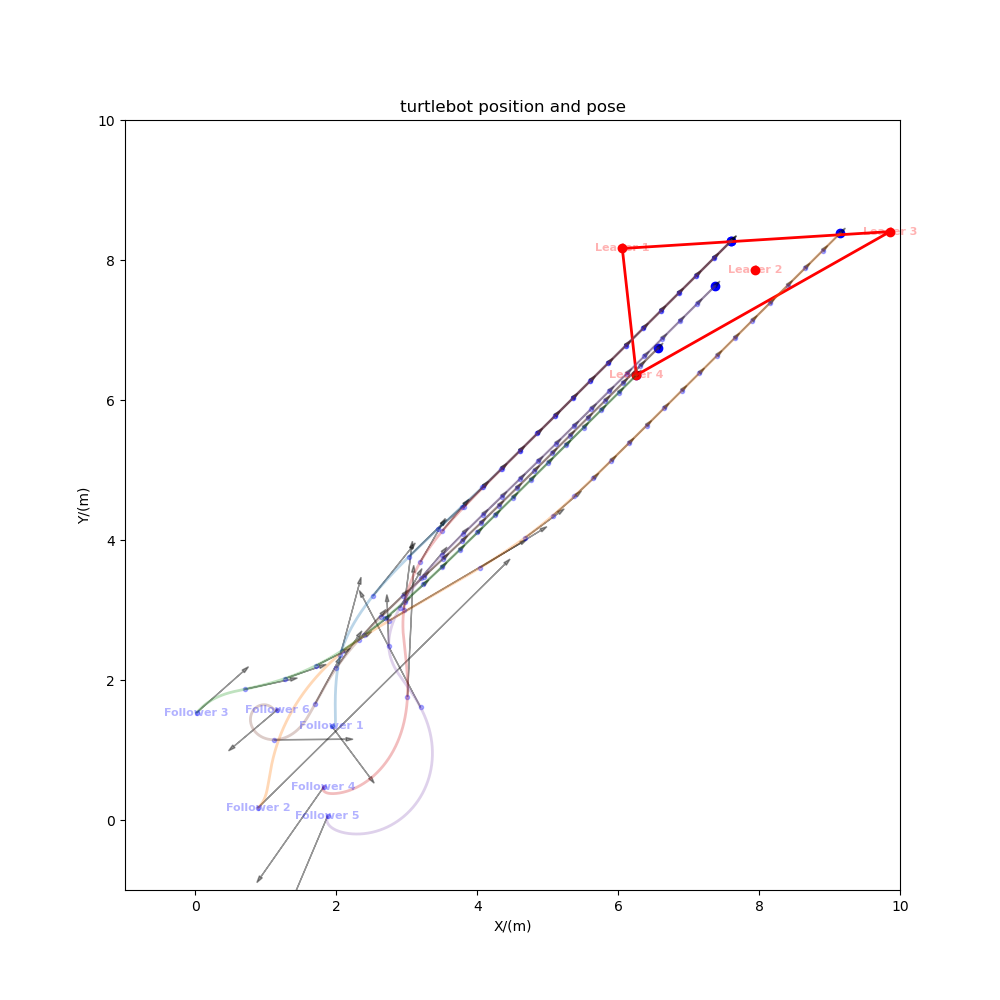 turtlebot position and pose
10
8
6
4
2
0
Y/(m)
Leader 1
Leader 3
Leader 2
Leader 4
Follower 3
Follower 6
Follower 1
Follower 4
Follower 2
Follower 5
0 2 4 6 8 10
X/(m)